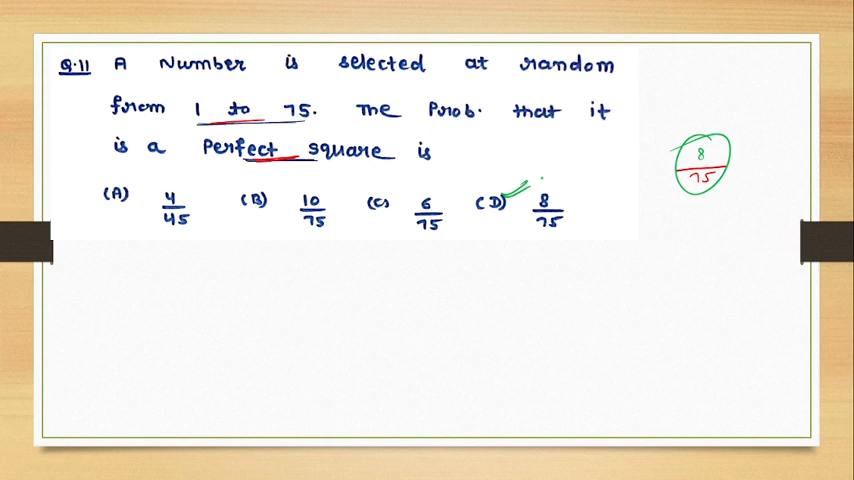 Q.11 A Number is selected at random
from 1 to 75. The Prob. that it
is a Perfect square is
(A) 4/45 (B) 10/75 (C) 6/75 (D) 8/75
8/75